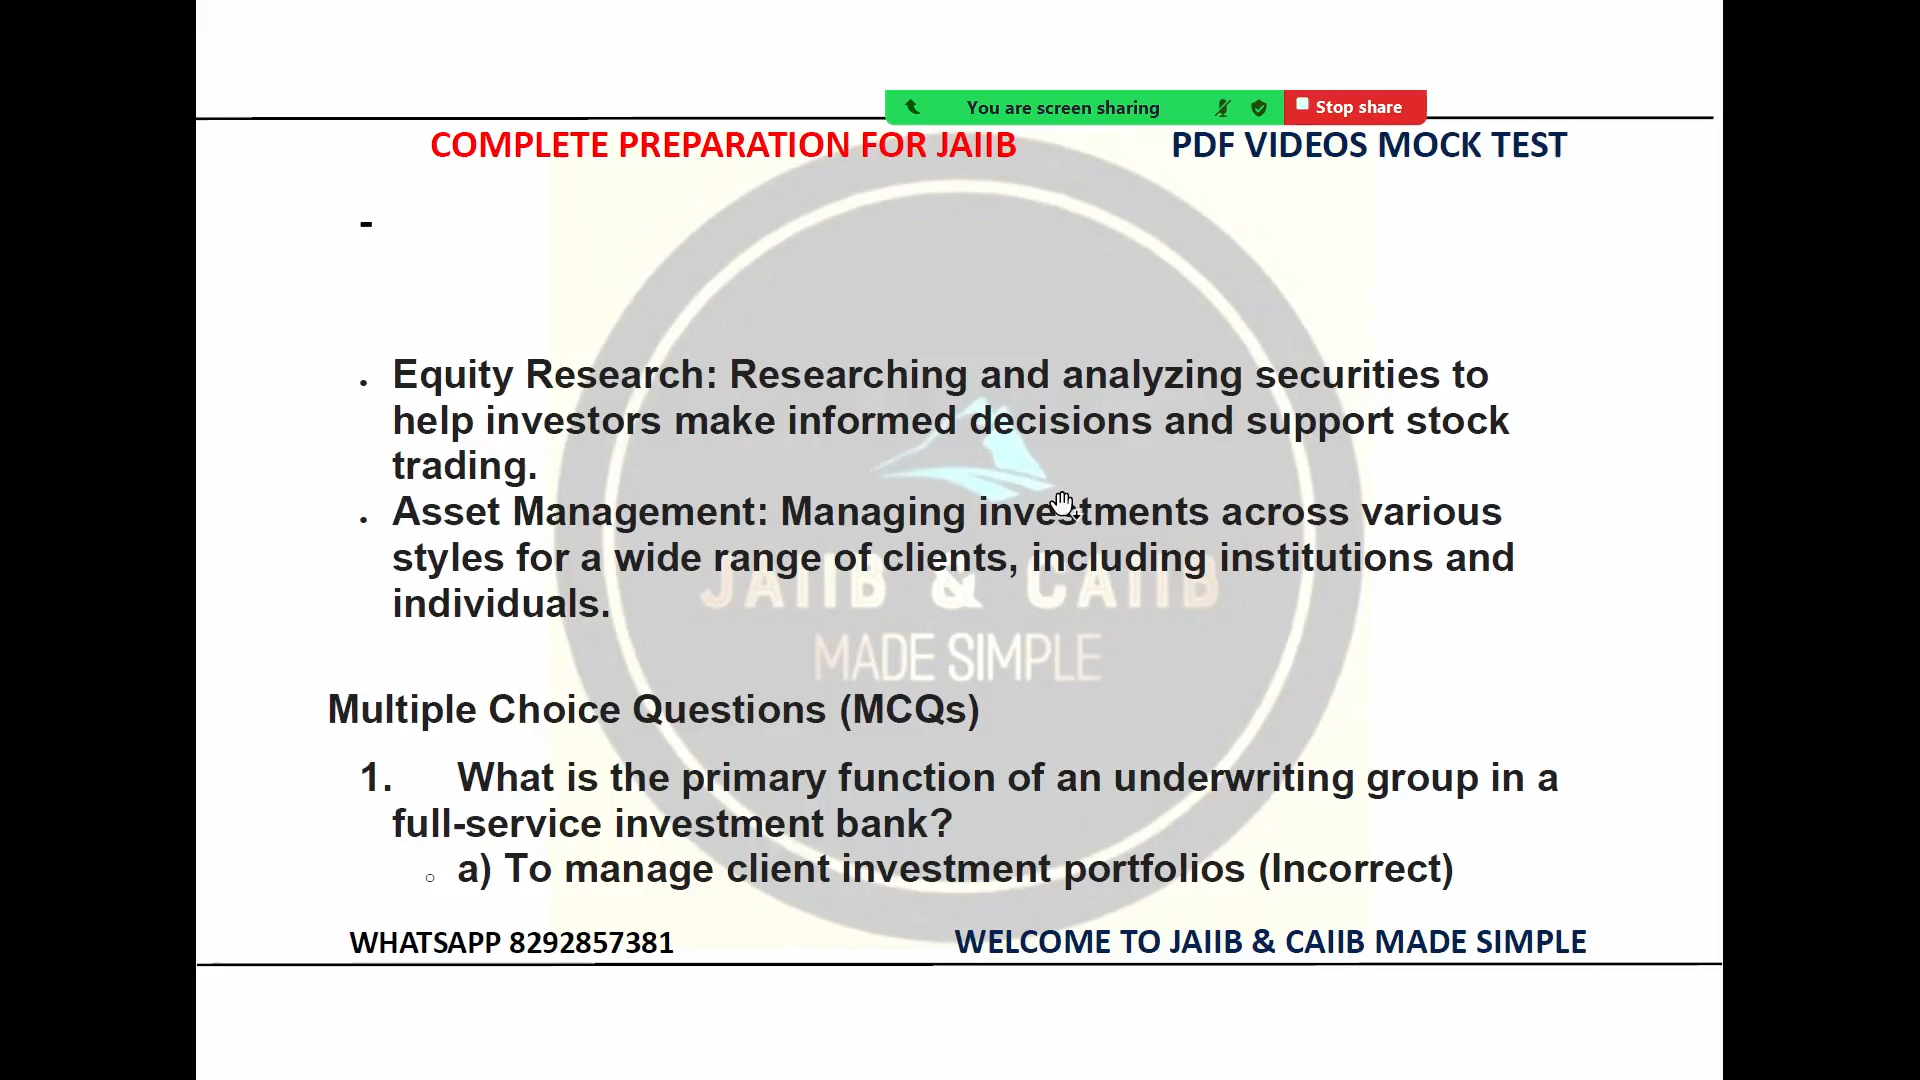 You are screen sharing Stop share
COMPLETE PREPARATION FOR JAIIB PDF VIDEOS MOCK TEST
-
• Equity Research: Researching and analyzing securities to
help investors make informed decisions and support stock
trading.
• Asset Management: Managing investments across various
styles for a wide range of clients, including institutions and
individuals.
JAIIB & CAIIB
MADE SIMPLE
Multiple Choice Questions (MCQs)
1. What is the primary function of an underwriting group in a
full-service investment bank?
○ a) To manage client investment portfolios (Incorrect)
WHATSAPP 8292857381 WELCOME TO JAIIB & CAIIB MADE SIMPLE